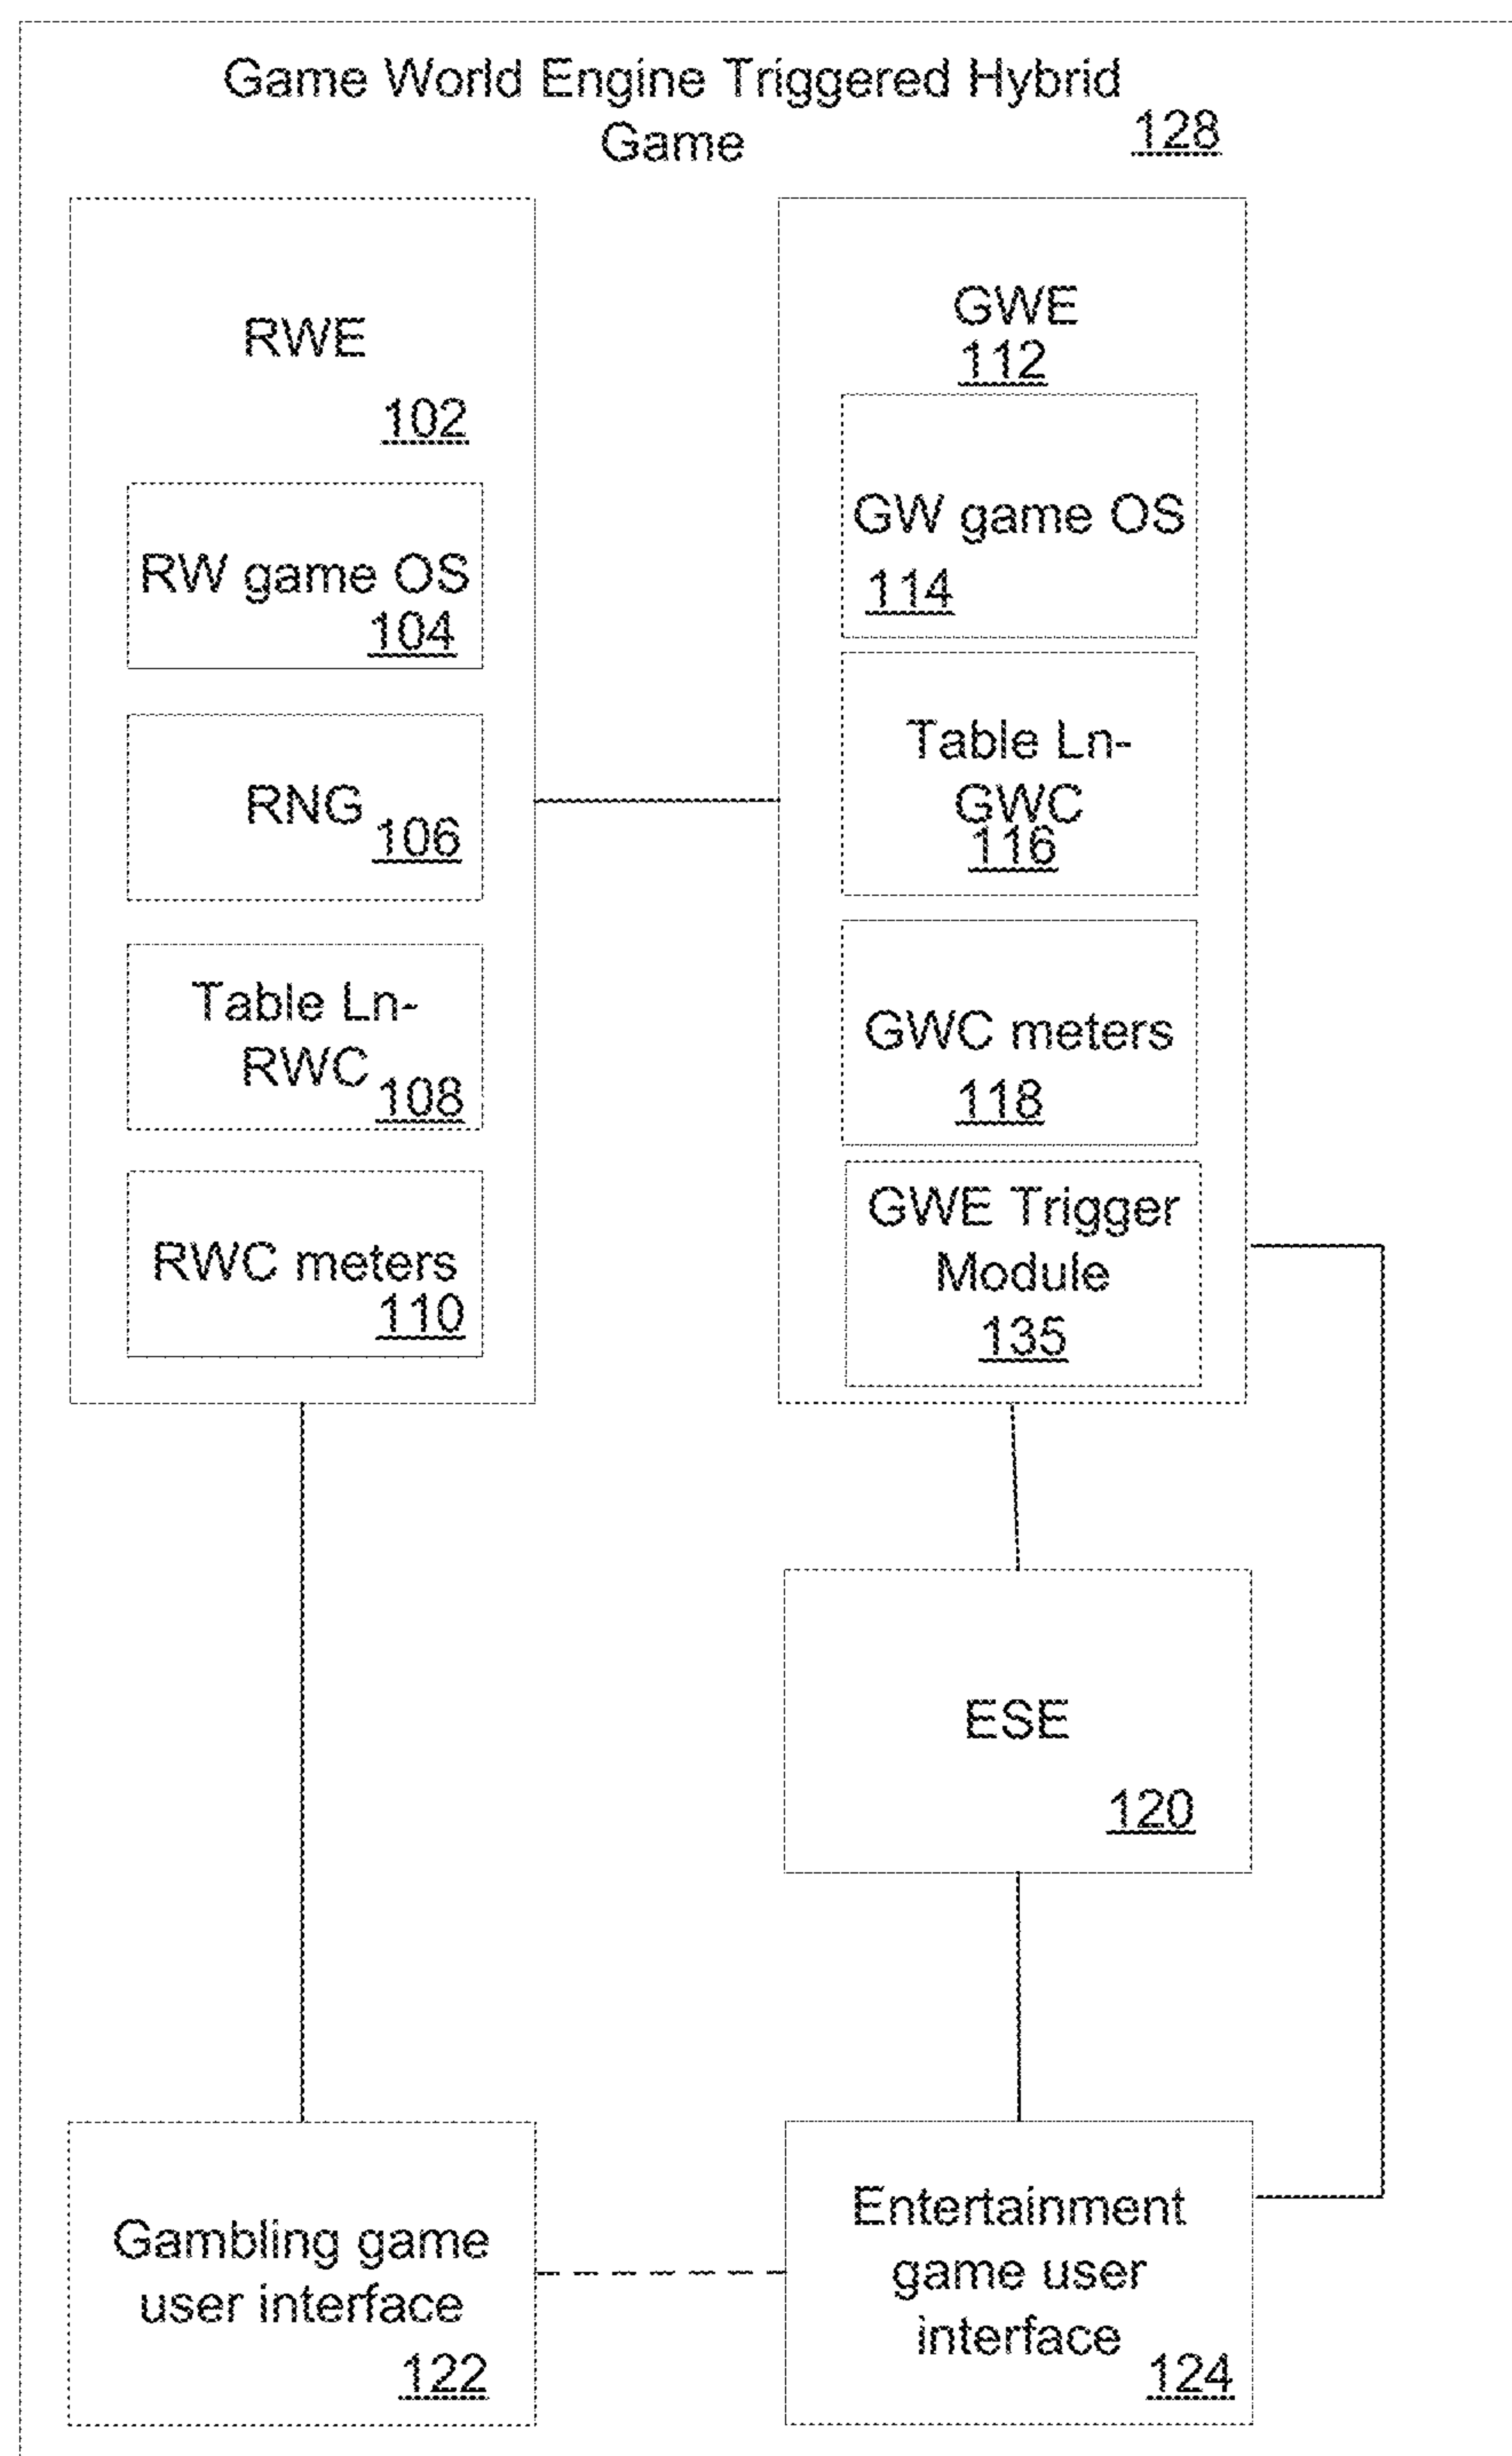 Game World Engine Triggered Hybrid
Game
128
RWE
102
RW game OS
104
RNG
106
Table Ln-
RWC
108
RWC meters
110
GWE
112
GW game OS
114
Table Ln-
GWC
116
GWC meters
118
GWE Trigger
Module
135
ESE
120
Gambling game
user interface
122
Entertainment
game user
interface
124